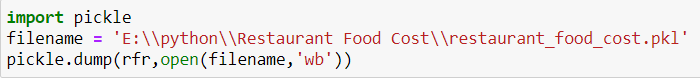 import pickle
filename = 'E:\\python\\Restaurant Food Cost\\restaurant_food_cost.pkl'
pickle.dump(rfr,open(filename,'wb'))